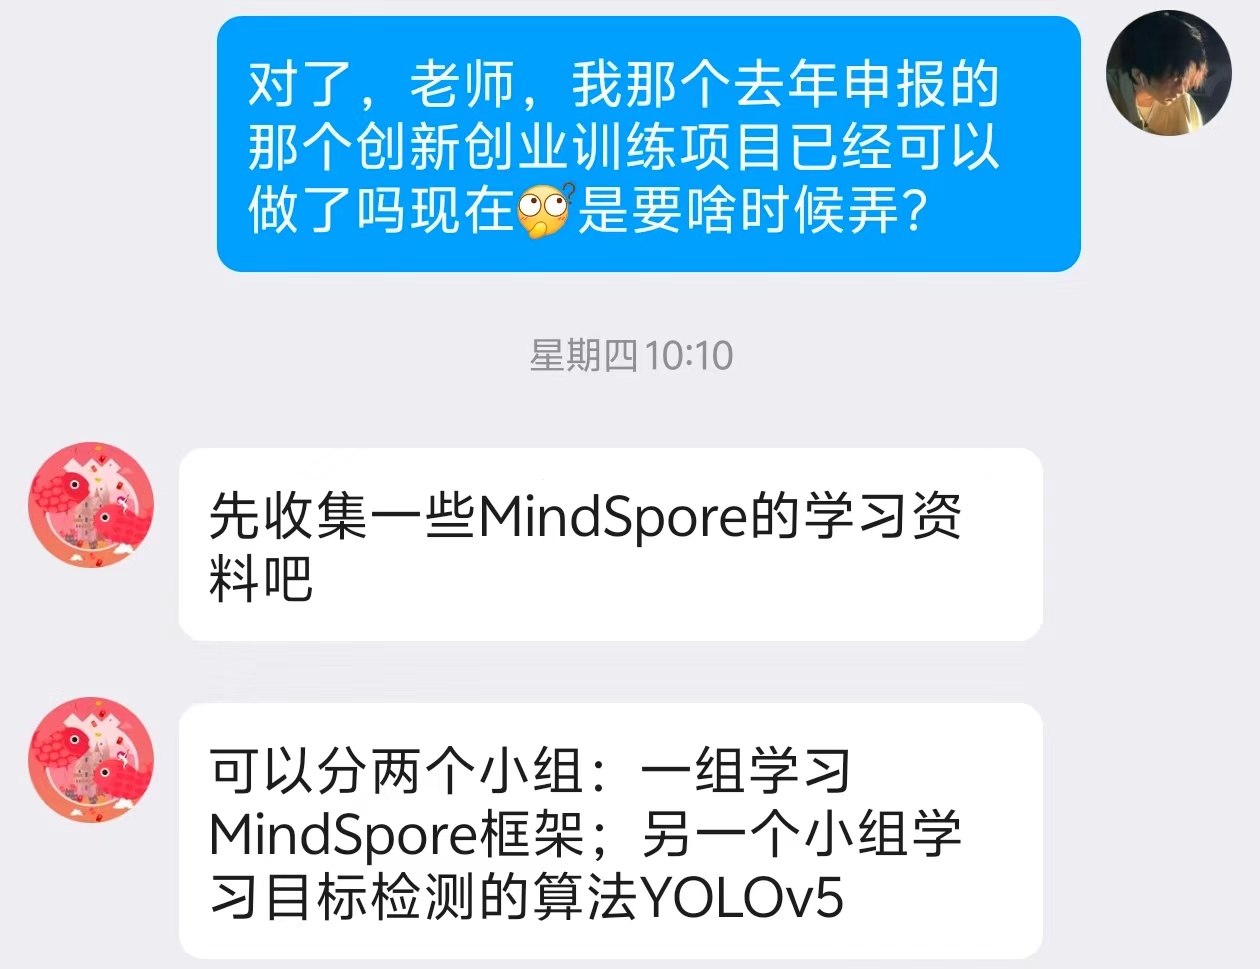 对了，老师，我那个去年申报的
那个创新创业训练项目已经可以
做了吗现在是要啥时候弄？
星期四10:10
先收集一些MindSpore的学习资
料吧
可以分两个小组：一组学习
MindSpore框架；另一个小组学
习目标检测的算法YOLOv5